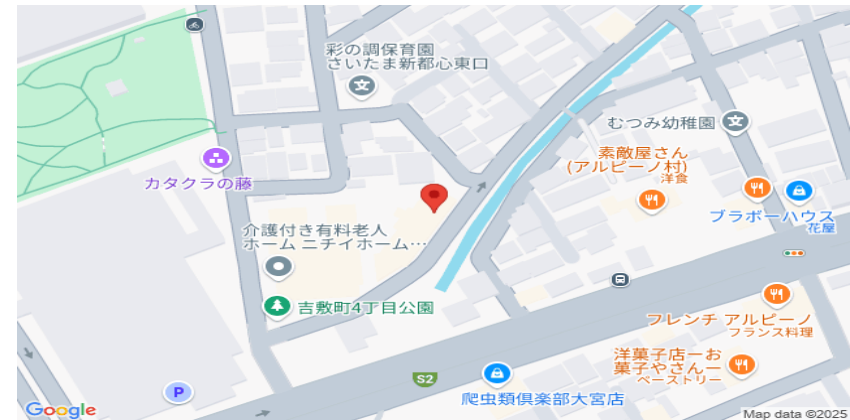 彩の調保育園
さいたま新都心東口
むつみ幼稚園
素敵屋さん
(アルピーノ村)
洋食
カタクラの藤
ブラボーハウス
花屋
介護付き有料老人
ホーム ニチイホーム…
吉敷町4丁目公園
フレンチ アルピーノ
フランス料理
洋菓子店ーお
菓子やさんー
ペーストリー
S2
P
爬虫類倶楽部大宮店
Google
Map data ©2025